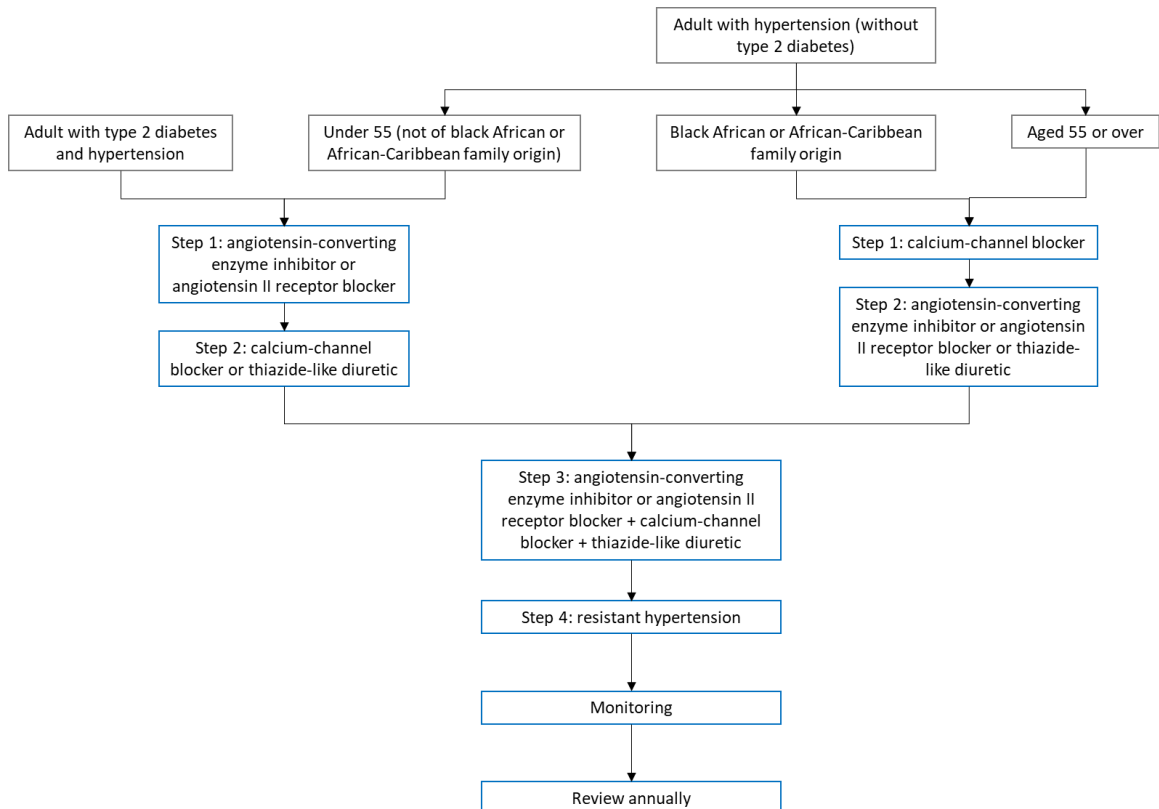 Adult with hypertension (without
type 2 diabetes)
Adult with type 2 diabetes
and hypertension
Under 55 (not of black African or
African-Caribbean family origin)
Black African or African-Caribbean
family origin
Aged 55 or over
Step 1: angiotensin-converting
enzyme inhibitor or
angiotensin II receptor blocker
Step 1: calcium-channel blocker
Step 2: calcium-channel
blocker or thiazide-like diuretic
Step 2: angiotensin-converting
enzyme inhibitor or angiotensin
II receptor blocker or thiazide-
like diuretic
Step 3: angiotensin-converting
enzyme inhibitor or angiotensin II
receptor blocker + calcium-channel
blocker + thiazide-like diuretic
Step 4: resistant hypertension
Monitoring
Review annually